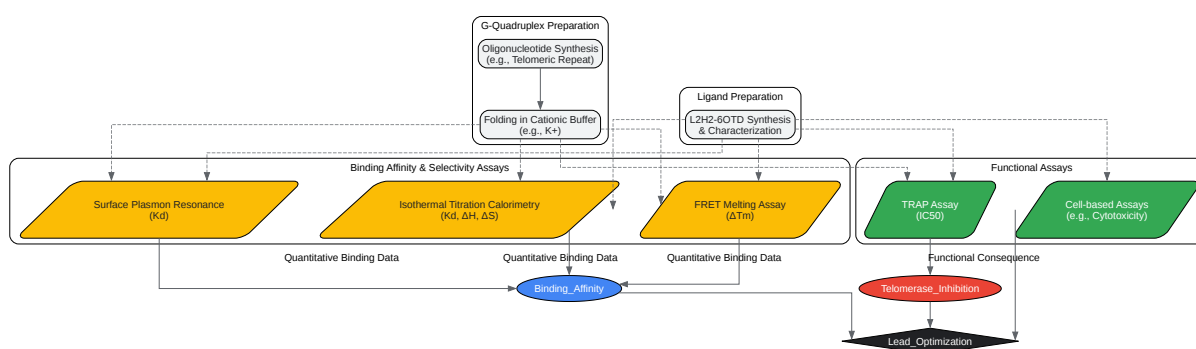 G-Quadruplex Preparation
Oligonucleotide Synthesis
(e.g., Telomeric Repeat)
Ligand Preparation
Folding in Cationic Buffer
(e.g., K+)
L2H2-6OTD Synthesis
& Characterization
Binding Affinity & Selectivity Assays
Functional Assays
Surface Plasmon Resonance
(Kd)
Isothermal Titration Calorimetry
(Kd, ΔH, ΔS)
FRET Melting Assay
(ΔTm)
TRAP Assay
(IC50)
Cell-based Assays
(e.g., Cytotoxicity)
Quantitative Binding Data
Quantitative Binding Data
Quantitative Binding Data
Functional Consequence
Binding_Affinity
Telomerase_Inhibition
Lead_Optimization